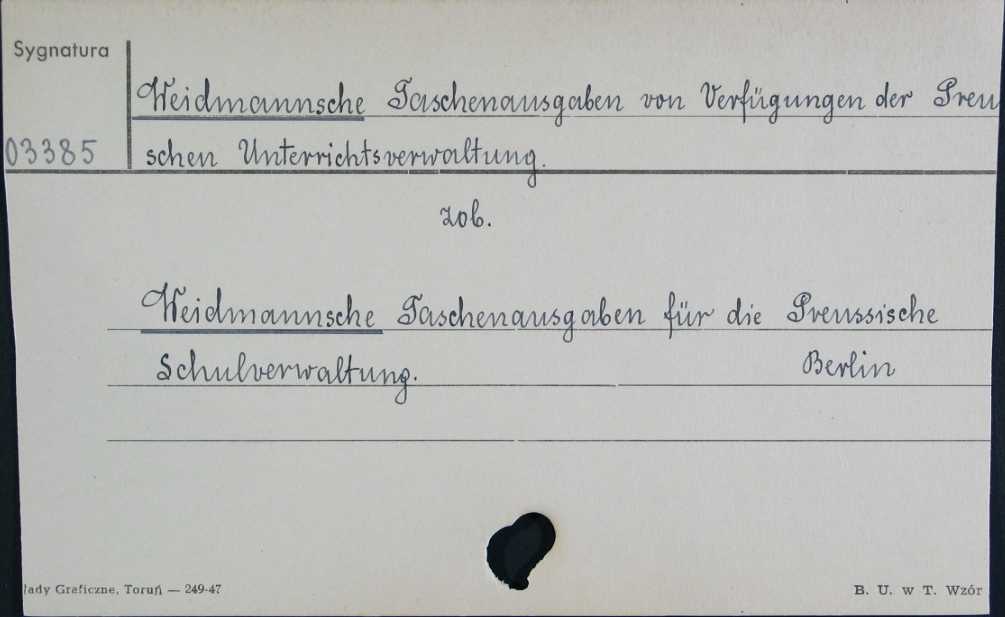 Sygnatura
Weidmannsche Taschenausgaben von Verfügungen der Preu
03385 schen Unterrichtsverwaltung.
zob.
Weidmannsche Taschenausgaben für die Preussische
Schulverwaltung. Berlin
łady Graficzne, Toruń — 249-47 B. U. w T. Wzór